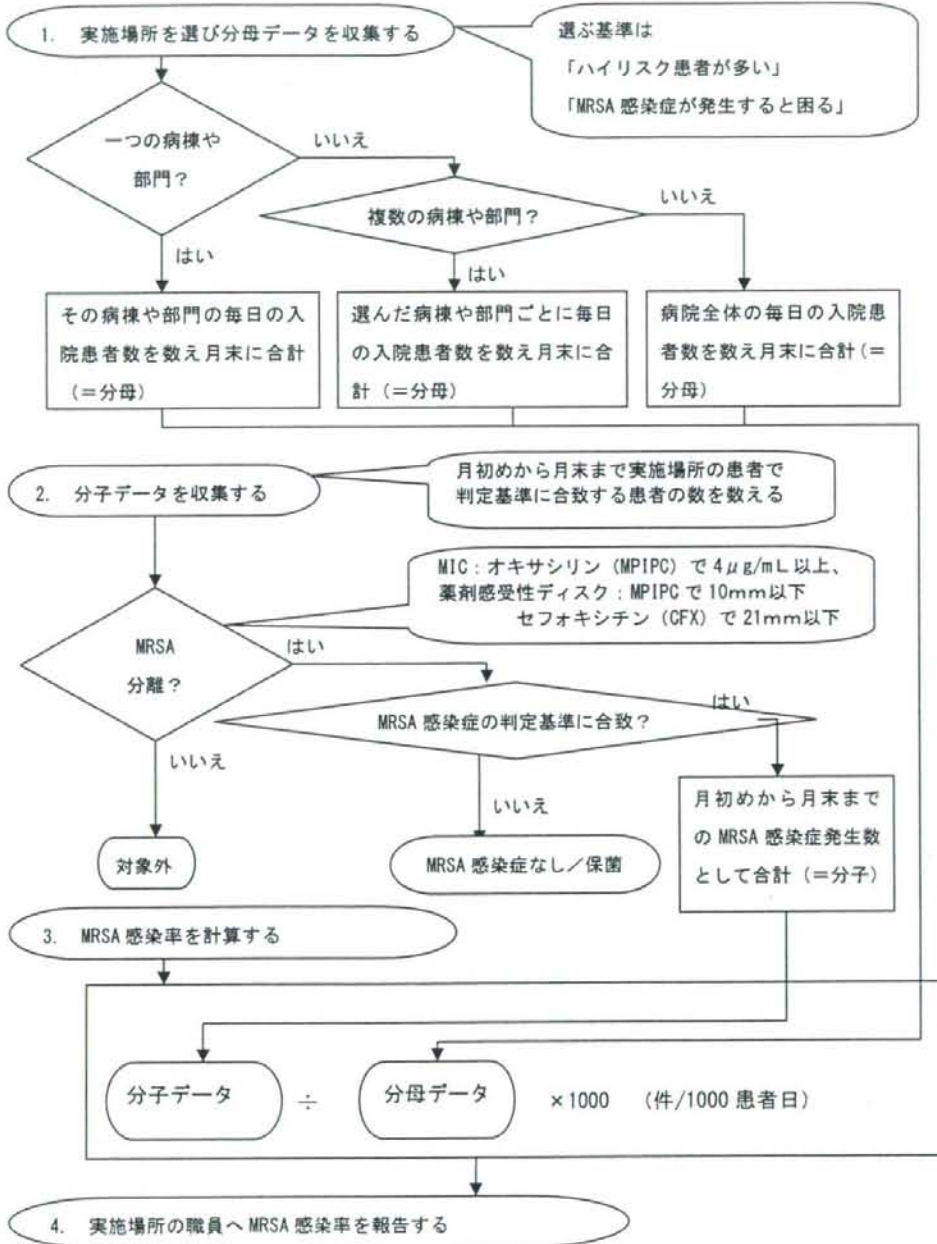 1. 実施場所を選び分母データを収集する
選ぶ基準は
「ハイリスク患者が多い」
「MRSA 感染症が発生すると困る」
一つの病棟や
部門？
いいえ
はい
複数の病棟や部門？
いいえ
はい
その病棟や部門の毎日の入
院患者数を数え月末に合計
（＝分母）
選んだ病棟や部門ごとに毎日
の入院患者数を数え月末に合
計（＝分母）
病院全体の毎日の入院患
者数を数え月末に合計（＝
分母）
2. 分子データを収集する
月初めから月末まで実施場所の患者で
判定基準に合致する患者の数を数える
MIC：オキサシリン（MPIPC）で 4μg/mL 以上、
薬剤感受性ディスク：MPIPC で 10mm以下
セフォキシチン（CFX）で 21mm以下
MRSA
分離？
はい
いいえ
MRSA 感染症の判定基準に合致？
はい
いいえ
対象外
MRSA 感染症なし／保菌
月初めから月末まで
の MRSA 感染症発生数
として合計（＝分子）
3. MRSA 感染率を計算する
分子データ ÷ 分母データ ×1000 （件/1000 患者日）
4. 実施場所の職員へ MRSA 感染率を報告する